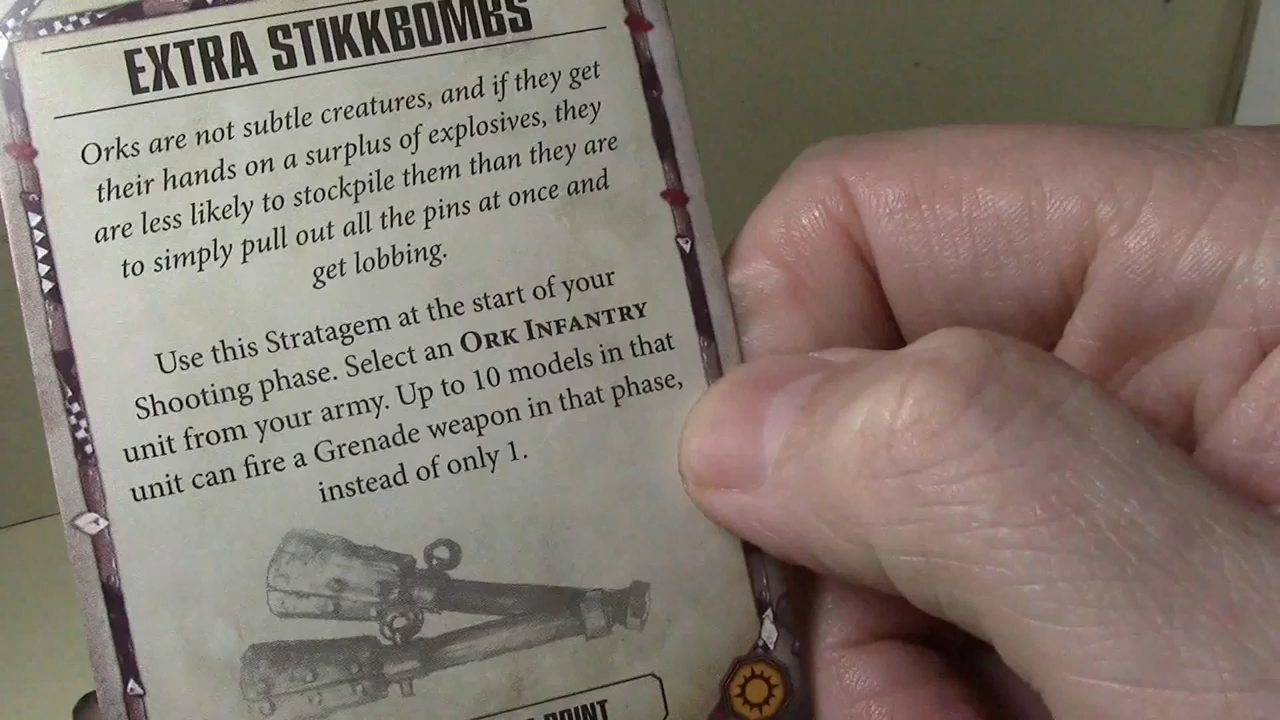 EXTRA STIKKBOMBS
Orks are not subtle creatures, and if they get
their hands on a surplus of explosives, they
are less likely to stockpile them than they are
to simply pull out all the pins at once and
get lobbing.
Use this Stratagem at the start of your
Shooting phase. Select an ORK INFANTRY
unit from your army. Up to 10 models in that
unit can fire a Grenade weapon in that phase,
instead of only 1.
POINT